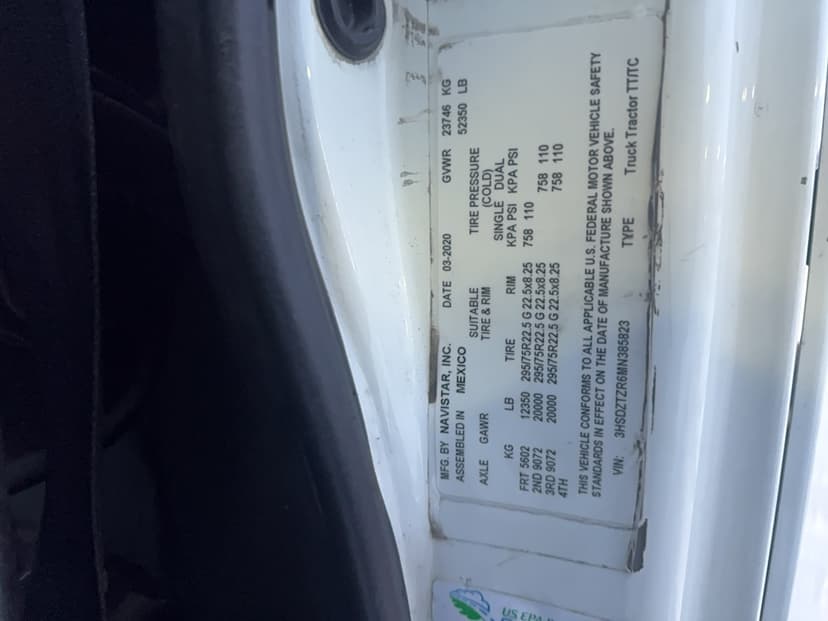 MFG. BY NAVISTAR, INC. DATE 03-2020 GVWR 23746 KG
ASSEMBLED IN MEXICO 52350 LB
SUITABLE TIRE PRESSURE
AXLE GAWR TIRE & RIM (COLD)
SINGLE DUAL
KG LB TIRE RIM KPA PSI KPA PSI
FRT 5602 12350 295/75R22.5 G 22.5x8.25 758 110
2ND 9072 20000 295/75R22.5 G 22.5x8.25 758 110
3RD 9072 20000 295/75R22.5 G 22.5x8.25 758 110
4TH
THIS VEHICLE CONFORMS TO ALL APPLICABLE U.S. FEDERAL MOTOR VEHICLE SAFETY
STANDARDS IN EFFECT ON THE DATE OF MANUFACTURE SHOWN ABOVE.
VIN: 3HSDZTZR6MN385823 TYPE Truck Tractor TT/TC
US EPA